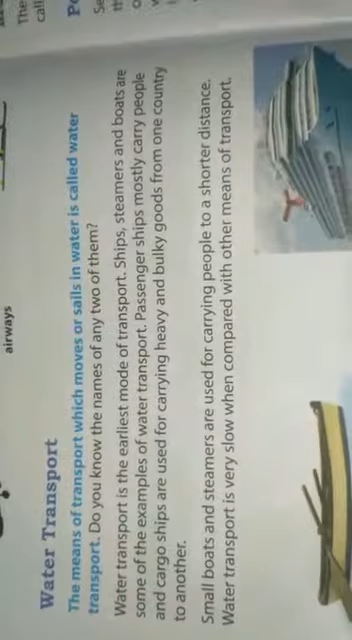 airways
Water Transport
The means of transport which moves or sails in water is called water
transport. Do you know the names of any two of them?
Water transport is the earliest mode of transport. Ships, steamers and boats are
some of the examples of water transport. Passenger ships mostly carry people
and cargo ships are used for carrying heavy and bulky goods from one country
to another.
Small boats and steamers are used for carrying people to a shorter distance.
Water transport is very slow when compared with other means of transport.